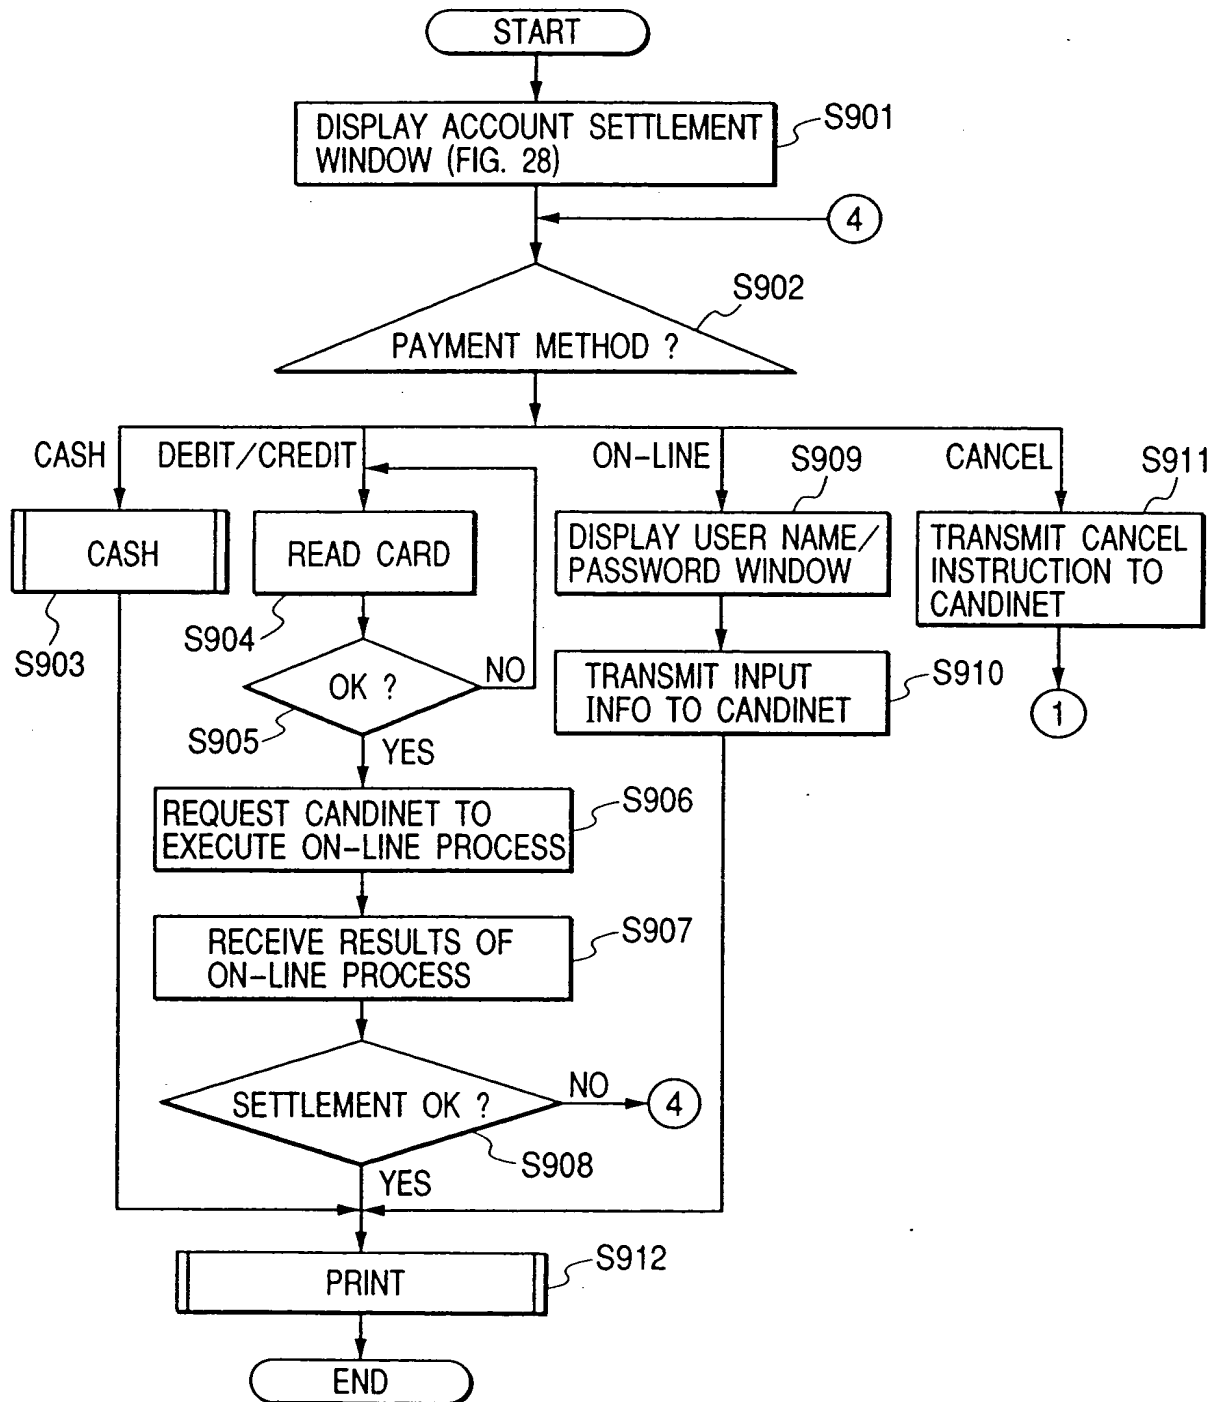 START
DISPLAY ACCOUNT SETTLEMENT
WINDOW (FIG. 28)
S901
4
S902
PAYMENT METHOD ?
CASH
DEBIT/CREDIT
ON-LINE
CANCEL
S909
S911
CASH
READ CARD
DISPLAY USER NAME/
PASSWORD WINDOW
TRANSMIT CANCEL
INSTRUCTION TO
CANDINET
S903
S904
OK ?
NO
S905
YES
TRANSMIT INPUT
INFO TO CANDINET
S910
1
REQUEST CANDINET TO
EXECUTE ON-LINE PROCESS
S906
RECEIVE RESULTS OF
ON-LINE PROCESS
S907
SETTLEMENT OK ?
NO
4
S908
YES
PRINT
S912
END